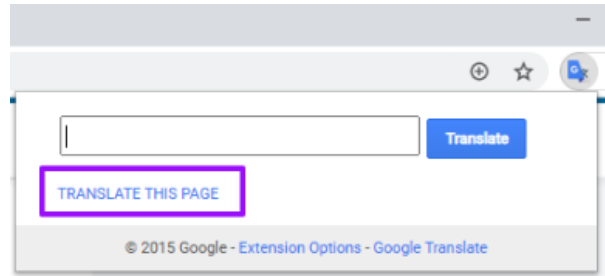 Translate
TRANSLATE THIS PAGE
© 2015 Google - Extension Options - Google Translate